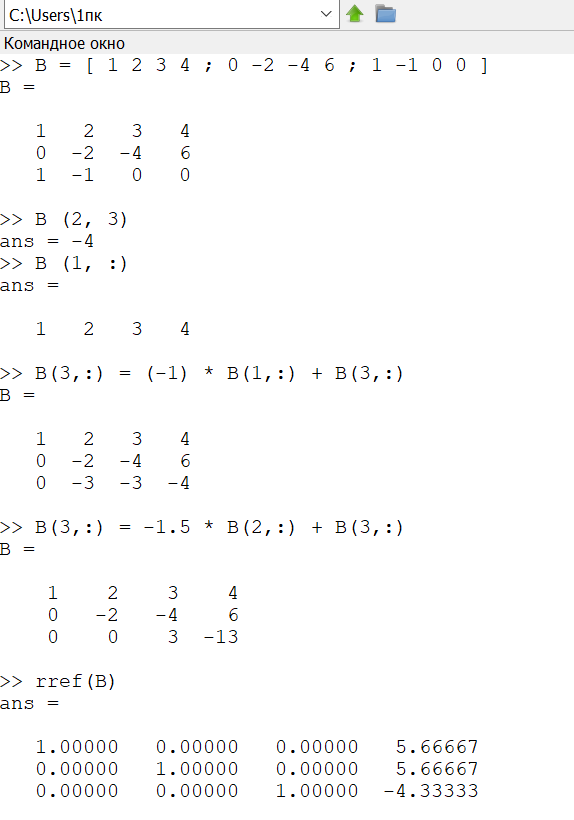 C:\Users\1пк
Командное окно
>> B = [ 1 2 3 4 ; 0 -2 -4 6 ; 1 -1 0 0 ]
B =
1 2 3 4
0 -2 -4 6
1 -1 0 0
>> B (2, 3)
ans = -4
>> B (1, :)
ans =
1 2 3 4
>> B(3,:) = (-1) * B(1,:) + B(3,:)
B =
1 2 3 4
0 -2 -4 6
0 -3 -3 -4
>> B(3,:) = -1.5 * B(2,:) + B(3,:)
B =
1 2 3 4
0 -2 -4 6
0 0 3 -13
>> rref(B)
ans =
1.00000 0.00000 0.00000 5.66667
0.00000 1.00000 0.00000 5.66667
0.00000 0.00000 1.00000 -4.33333